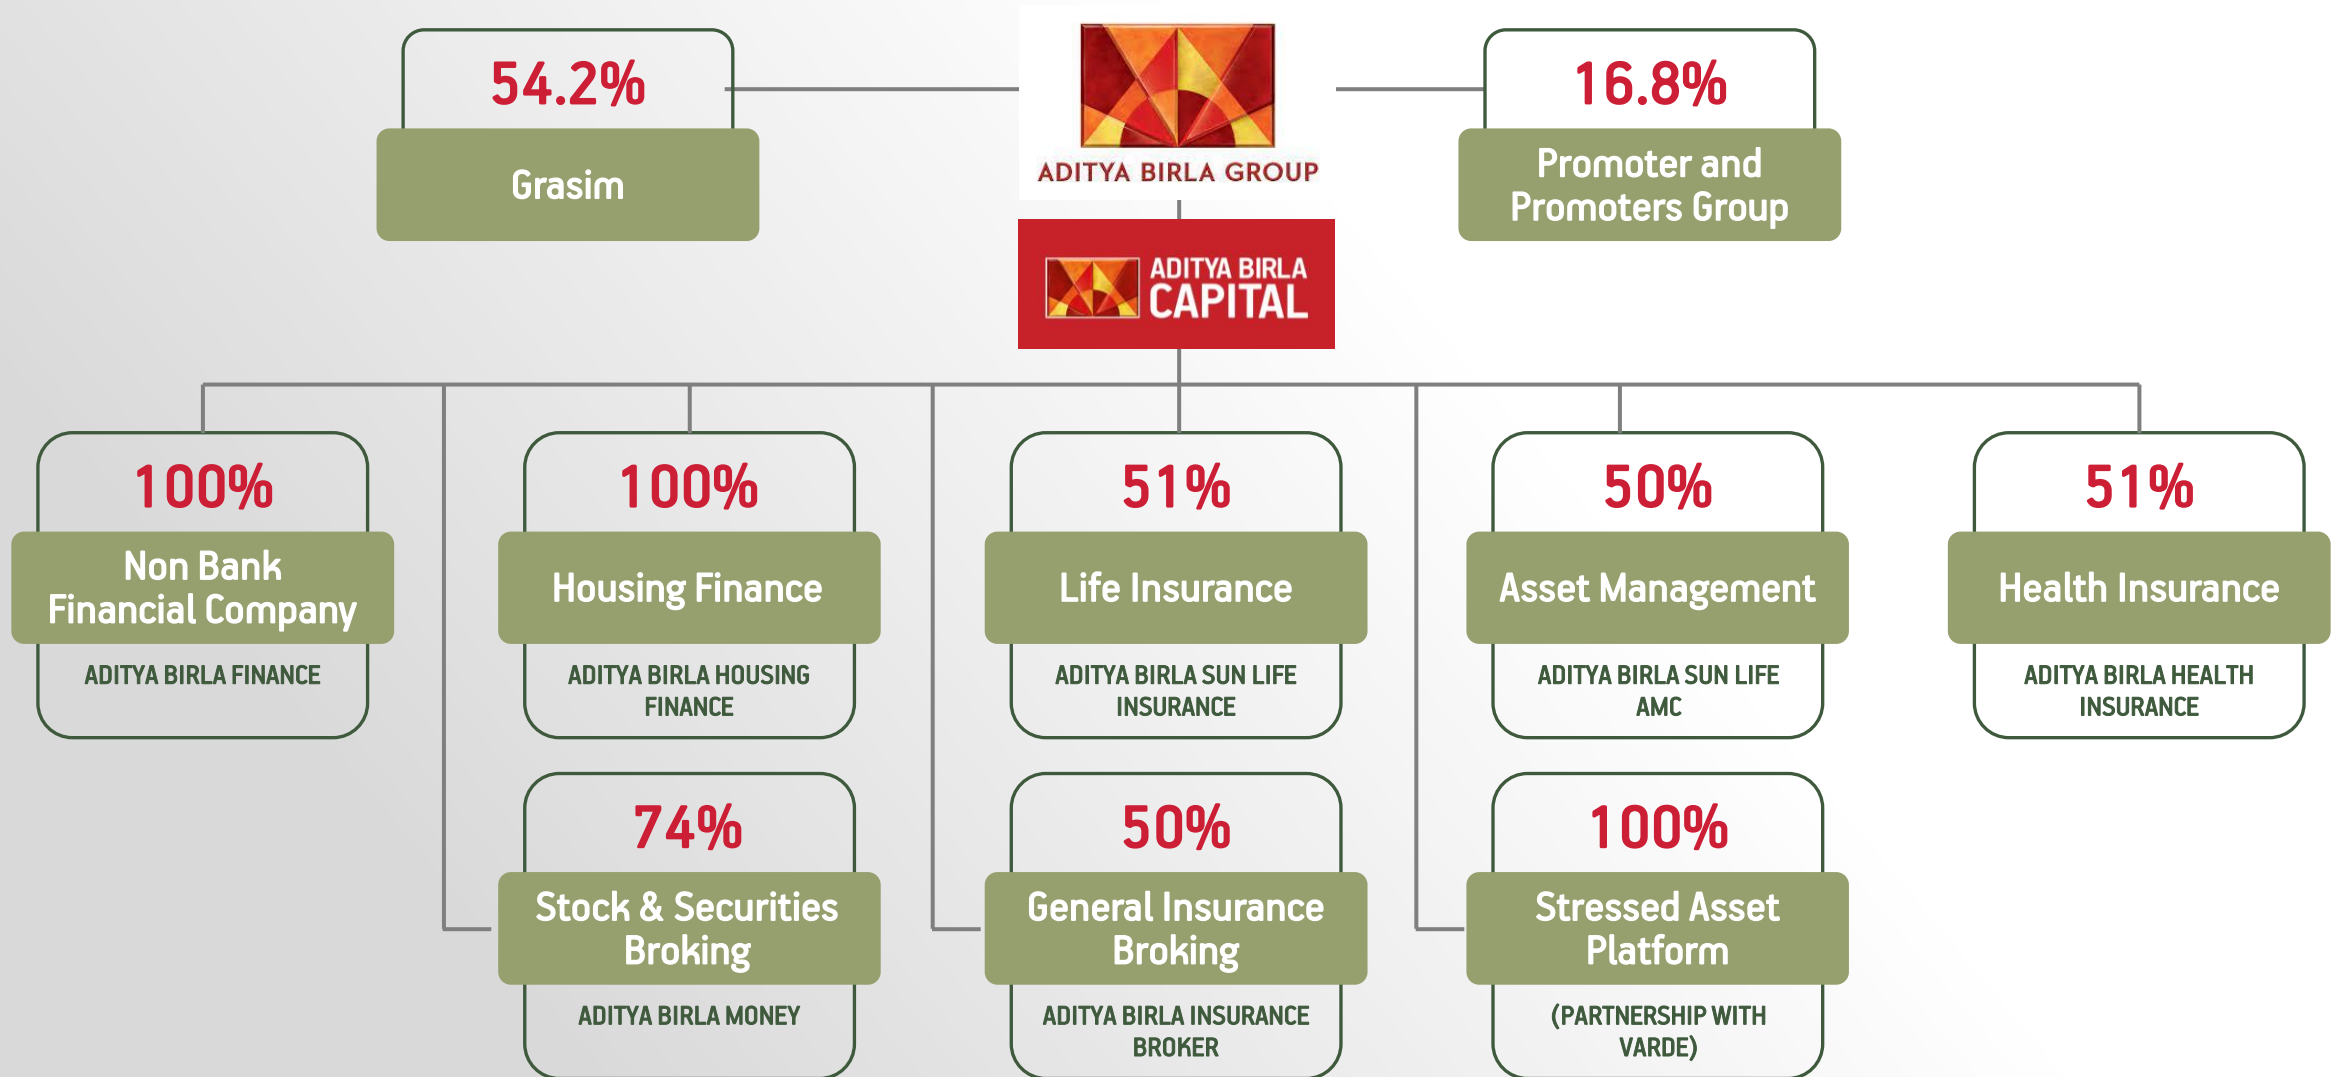 54.2%
Grasim
ADITYA BIRLA GROUP
16.8%
Promoter and
Promoters Group
ADITYA BIRLA
CAPITAL
100%
Non Bank
Financial Company
ADITYA BIRLA FINANCE
100%
Housing Finance
ADITYA BIRLA HOUSING
FINANCE
51%
Life Insurance
ADITYA BIRLA SUN LIFE
INSURANCE
50%
Asset Management
ADITYA BIRLA SUN LIFE
AMC
51%
Health Insurance
ADITYA BIRLA HEALTH
INSURANCE
74%
Stock & Securities
Broking
ADITYA BIRLA MONEY
50%
General Insurance
Broking
ADITYA BIRLA INSURANCE
BROKER
100%
Stressed Asset
Platform
(PARTNERSHIP WITH
VARDE)